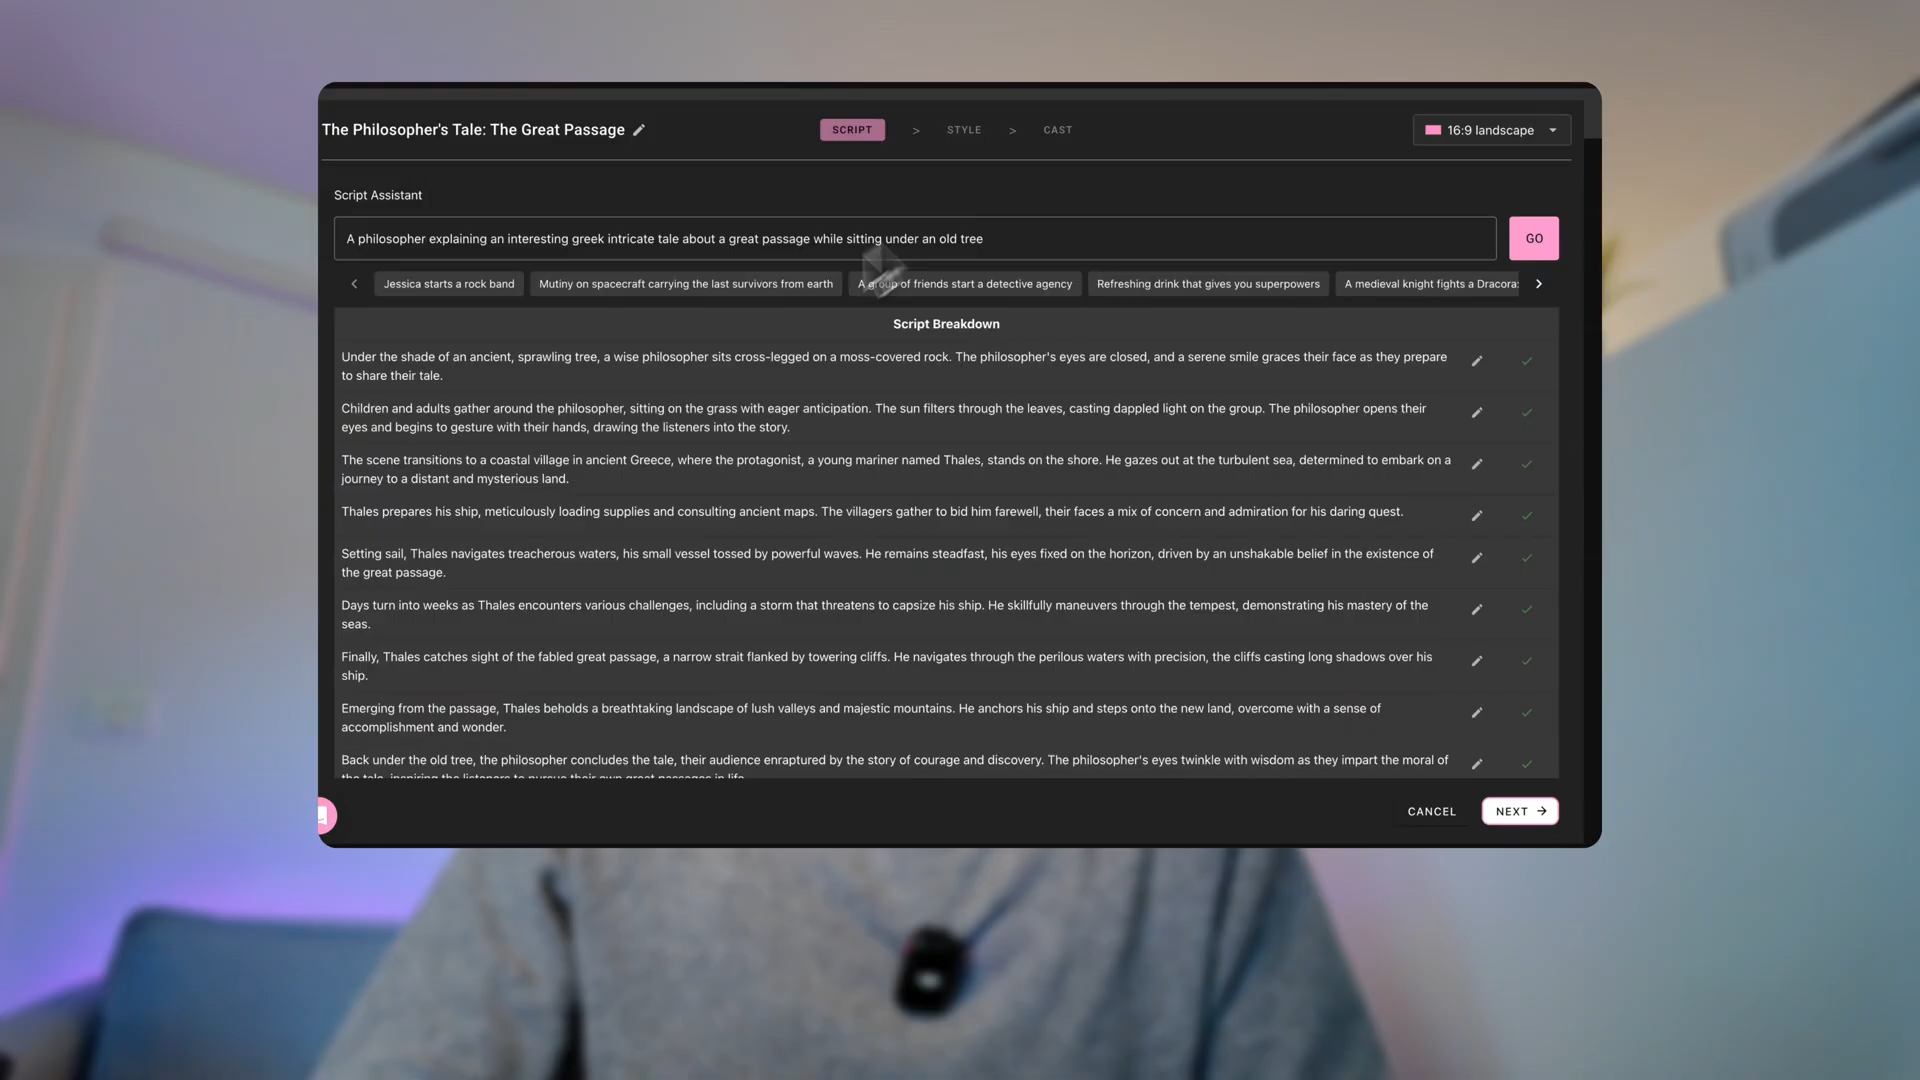 The Philosopher's Tale: The Great Passage
SCRIPT > STYLE > CAST
16:9 landscape
Script Assistant
A philosopher explaining an interesting greek intricate tale about a great passage while sitting under an old tree
GO
Jessica starts a rock band
Mutiny on spacecraft carrying the last survivors from earth
A group of friends start a detective agency
Refreshing drink that gives you superpowers
A medieval knight fights a Dracora
Script Breakdown
Under the shade of an ancient, sprawling tree, a wise philosopher sits cross-legged on a moss-covered rock. The philosopher's eyes are closed, and a serene smile graces their face as they prepare
to share their tale.
Children and adults gather around the philosopher, sitting on the grass with eager anticipation. The sun filters through the leaves, casting dappled light on the group. The philosopher opens their
eyes and begins to gesture with their hands, drawing the listeners into the story.
The scene transitions to a coastal village in ancient Greece, where the protagonist, a young mariner named Thales, stands on the shore. He gazes out at the turbulent sea, determined to embark on a
journey to a distant and mysterious land.
Thales prepares his ship, meticulously loading supplies and consulting ancient maps. The villagers gather to bid him farewell, their faces a mix of concern and admiration for his daring quest.
Setting sail, Thales navigates treacherous waters, his small vessel tossed by powerful waves. He remains steadfast, his eyes fixed on the horizon, driven by an unshakable belief in the existence of
the great passage.
Days turn into weeks as Thales encounters various challenges, including a storm that threatens to capsize his ship. He skillfully maneuvers through the tempest, demonstrating his mastery of the
seas.
Finally, Thales catches sight of the fabled great passage, a narrow strait flanked by towering cliffs. He navigates through the perilous waters with precision, the cliffs casting long shadows over his
ship.
Emerging from the passage, Thales beholds a breathtaking landscape of lush valleys and majestic mountains. He anchors his ship and steps onto the new land, overcome with a sense of
accomplishment and wonder.
Back under the old tree, the philosopher concludes the tale, their audience enraptured by the story of courage and discovery. The philosopher's eyes twinkle with wisdom as they impart the moral of
the tale, inspiring the listeners to pursue their own great passages in life.
CANCEL
NEXT